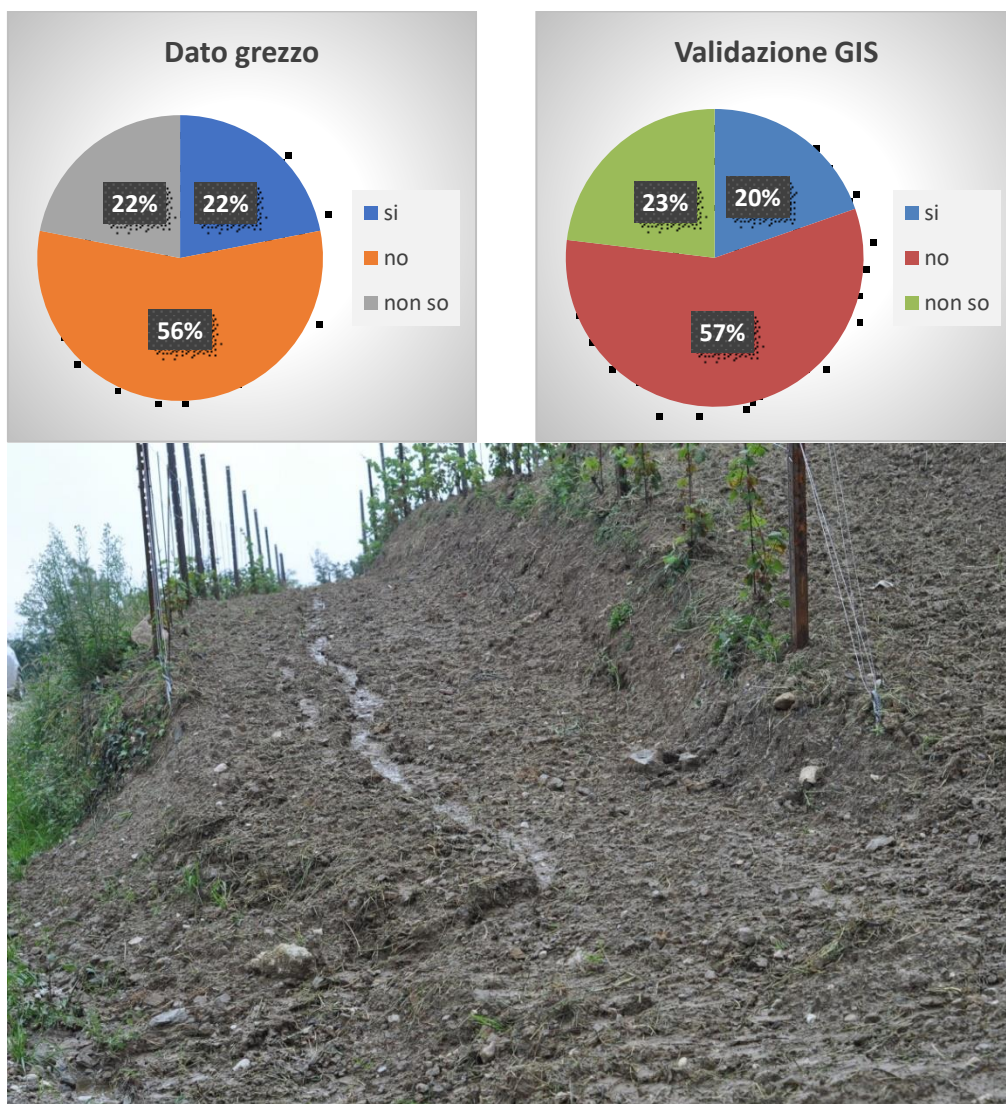 Dato grezzo
22%
22%
56%
si
no
non so
Validazione GIS
23%
20%
57%
si
no
non so